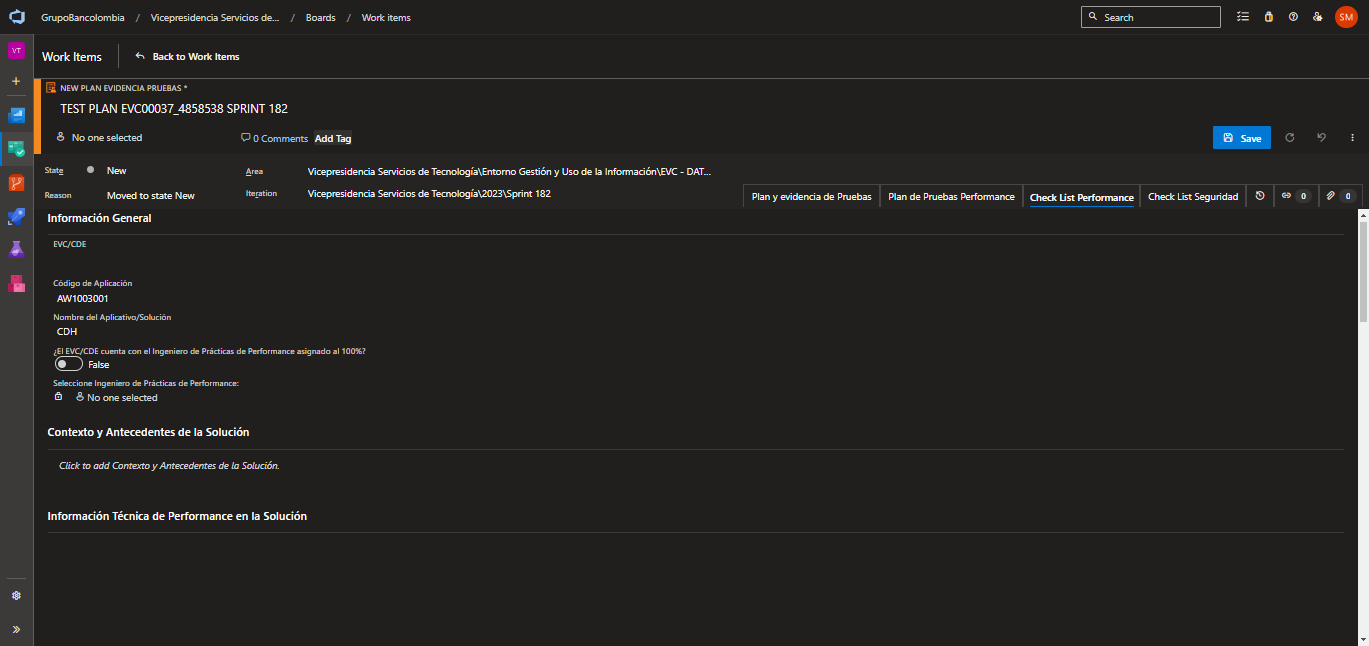 GrupoBancolombia / Vicepresidencia Servicios de... / Boards / Work items
Search
SM
VT
Work Items
Back to Work Items
NEW PLAN EVIDENCIA PRUEBAS *
TEST PLAN EVC00037_4858538 SPRINT 182
No one selected
0 Comments
Add Tag
Save
State
New
Area
Vicepresidencia Servicios de Tecnología\Entorno Gestión y Uso de la Información\EVC - DAT...
Reason
Moved to state New
Iteration
Vicepresidencia Servicios de Tecnología\2023\Sprint 182
Plan y evidencia de Pruebas
Plan de Pruebas Performance
Check List Performance
Check List Seguridad
0
0
Información General
EVC/CDE
Código de Aplicación
AW1003001
Nombre del Aplicativo/Solución
CDH
¿El EVC/CDE cuenta con el Ingeniero de Prácticas de Performance asignado al 100%?
False
Seleccione Ingeniero de Prácticas de Performance:
No one selected
Contexto y Antecedentes de la Solución
Click to add Contexto y Antecedentes de la Solución.
Información Técnica de Performance en la Solución